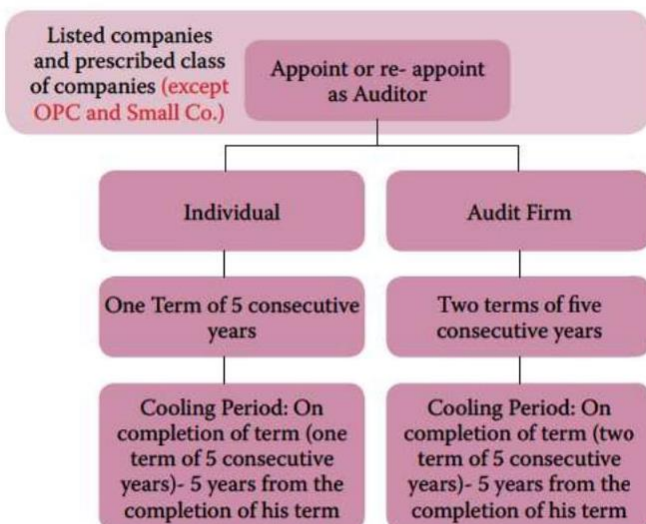 Listed companies
and prescribed class
of companies (except
OPC and Small Co.)
Appoint or re- appoint
as Auditor
Individual
Audit Firm
One Term of 5 consecutive
years
Two terms of five
consecutive years
Cooling Period: On
completion of term (one
term of 5 consecutive
years)- 5 years from the
completion of his term
Cooling Period: On
completion of term (two
term of 5 consecutive
years)- 5 years from the
completion of his term